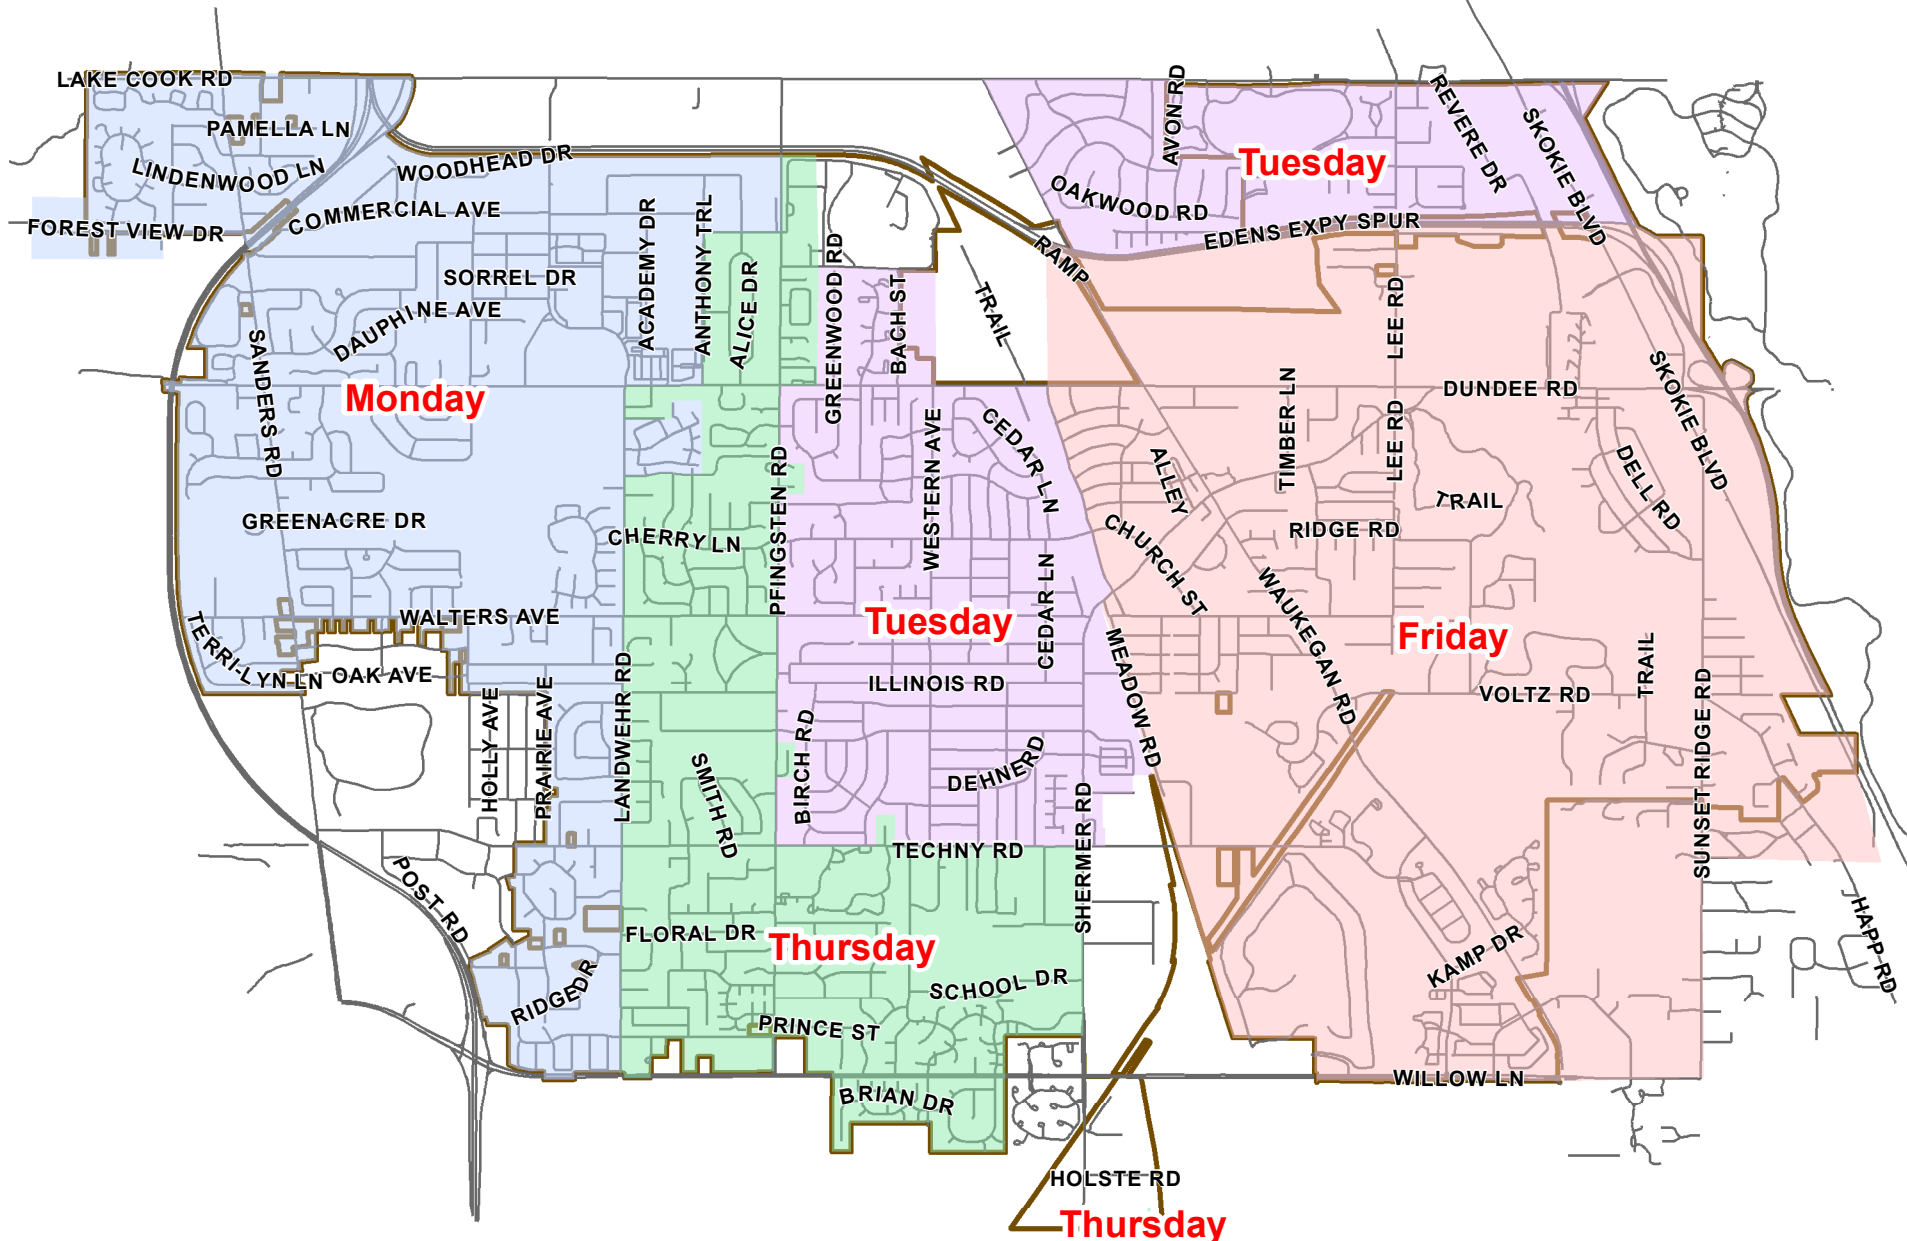 LAKE COOK RD
PAMELLA LN
LINDENWOOD LN
WOODHEAD DR
FOREST VIEW DR
COMMERCIAL AVE
SORREL DR
DAUPHINE AVE
ACADEMY DR
ANTHONY TRL
ALICE DR
GREENWOOD RD
BACH ST
TRAIL
RAMP
AVON RD
Tuesday
OAKWOOD RD
EDENS EXPY SPUR
REVERE DR
SKOKIE BLVD
SANDERS RD
Monday
LEE RD
DUNDEE RD
SKOKIE BLVD
TIMBER LN
LEE RD
DELL RD
TRAIL
RIDGE RD
ALLEY
CHURCH ST
CEDAR LN
WESTERN AVE
PFINGSTEN RD
CHERRY LN
GREENACRE DR
WALTERS AVE
TERRI-LYN LN
OAK AVE
Tuesday
CEDAR LN
ILLINOIS RD
MEADOW RD
WAUKEGAN RD
Friday
VOLTZ RD
TRAIL
SUNSET RIDGE RD
HOLLY AVE
PRAIRIE AVE
LANDWEHR RD
SMITH RD
BIRCH RD
DEHNE RD
SHERMER RD
TECHNY RD
POST RD
FLORAL DR
Thursday
SCHOOL DR
RIDGE DR
PRINCE ST
KAMP DR
HAPP RD
WILLOW LN
BRIAN DR
HOLSTE RD
Thursday